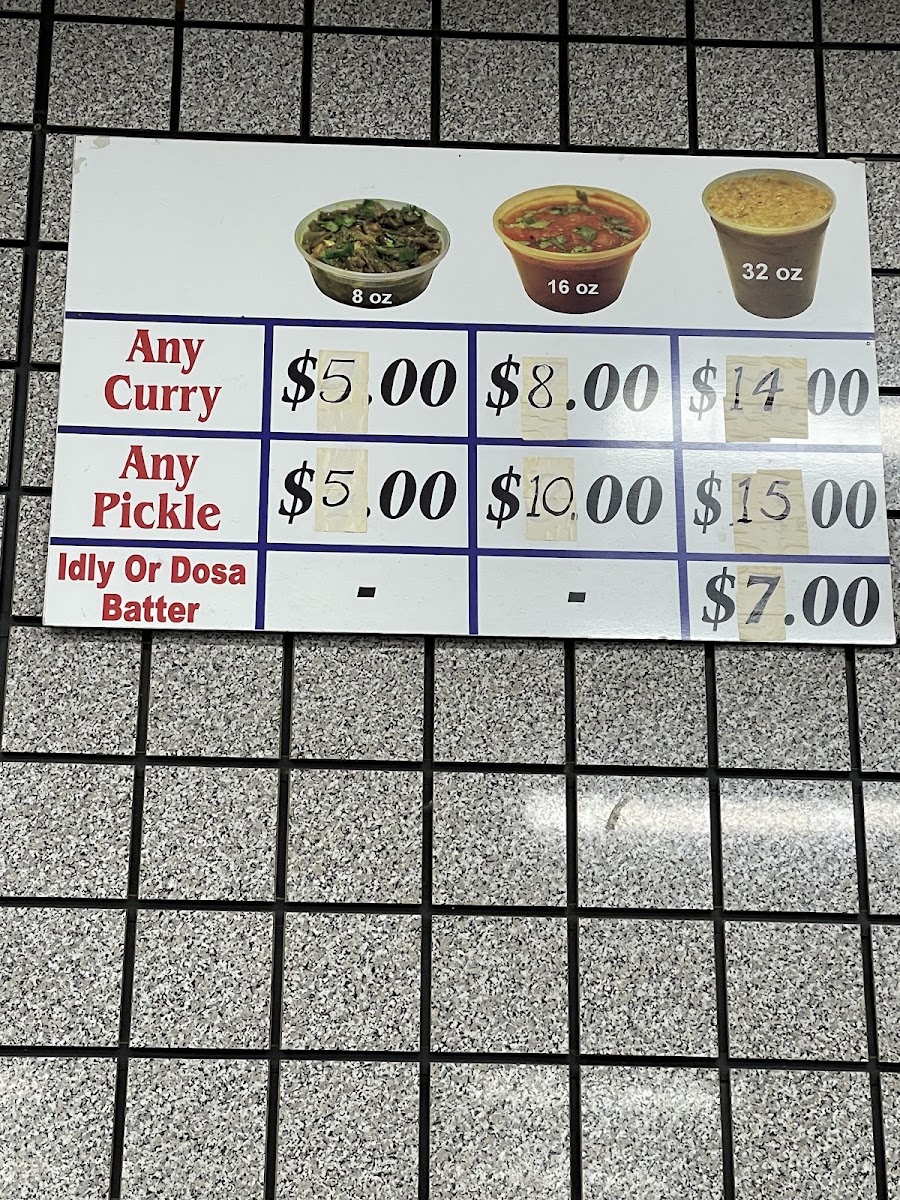 8 oz 16 oz 32 oz
Any
Curry
$5.00 $8.00 $14 00
Any
Pickle
$5.00 $10.00 $15 00
Idly Or Dosa
Batter
- - $7.00